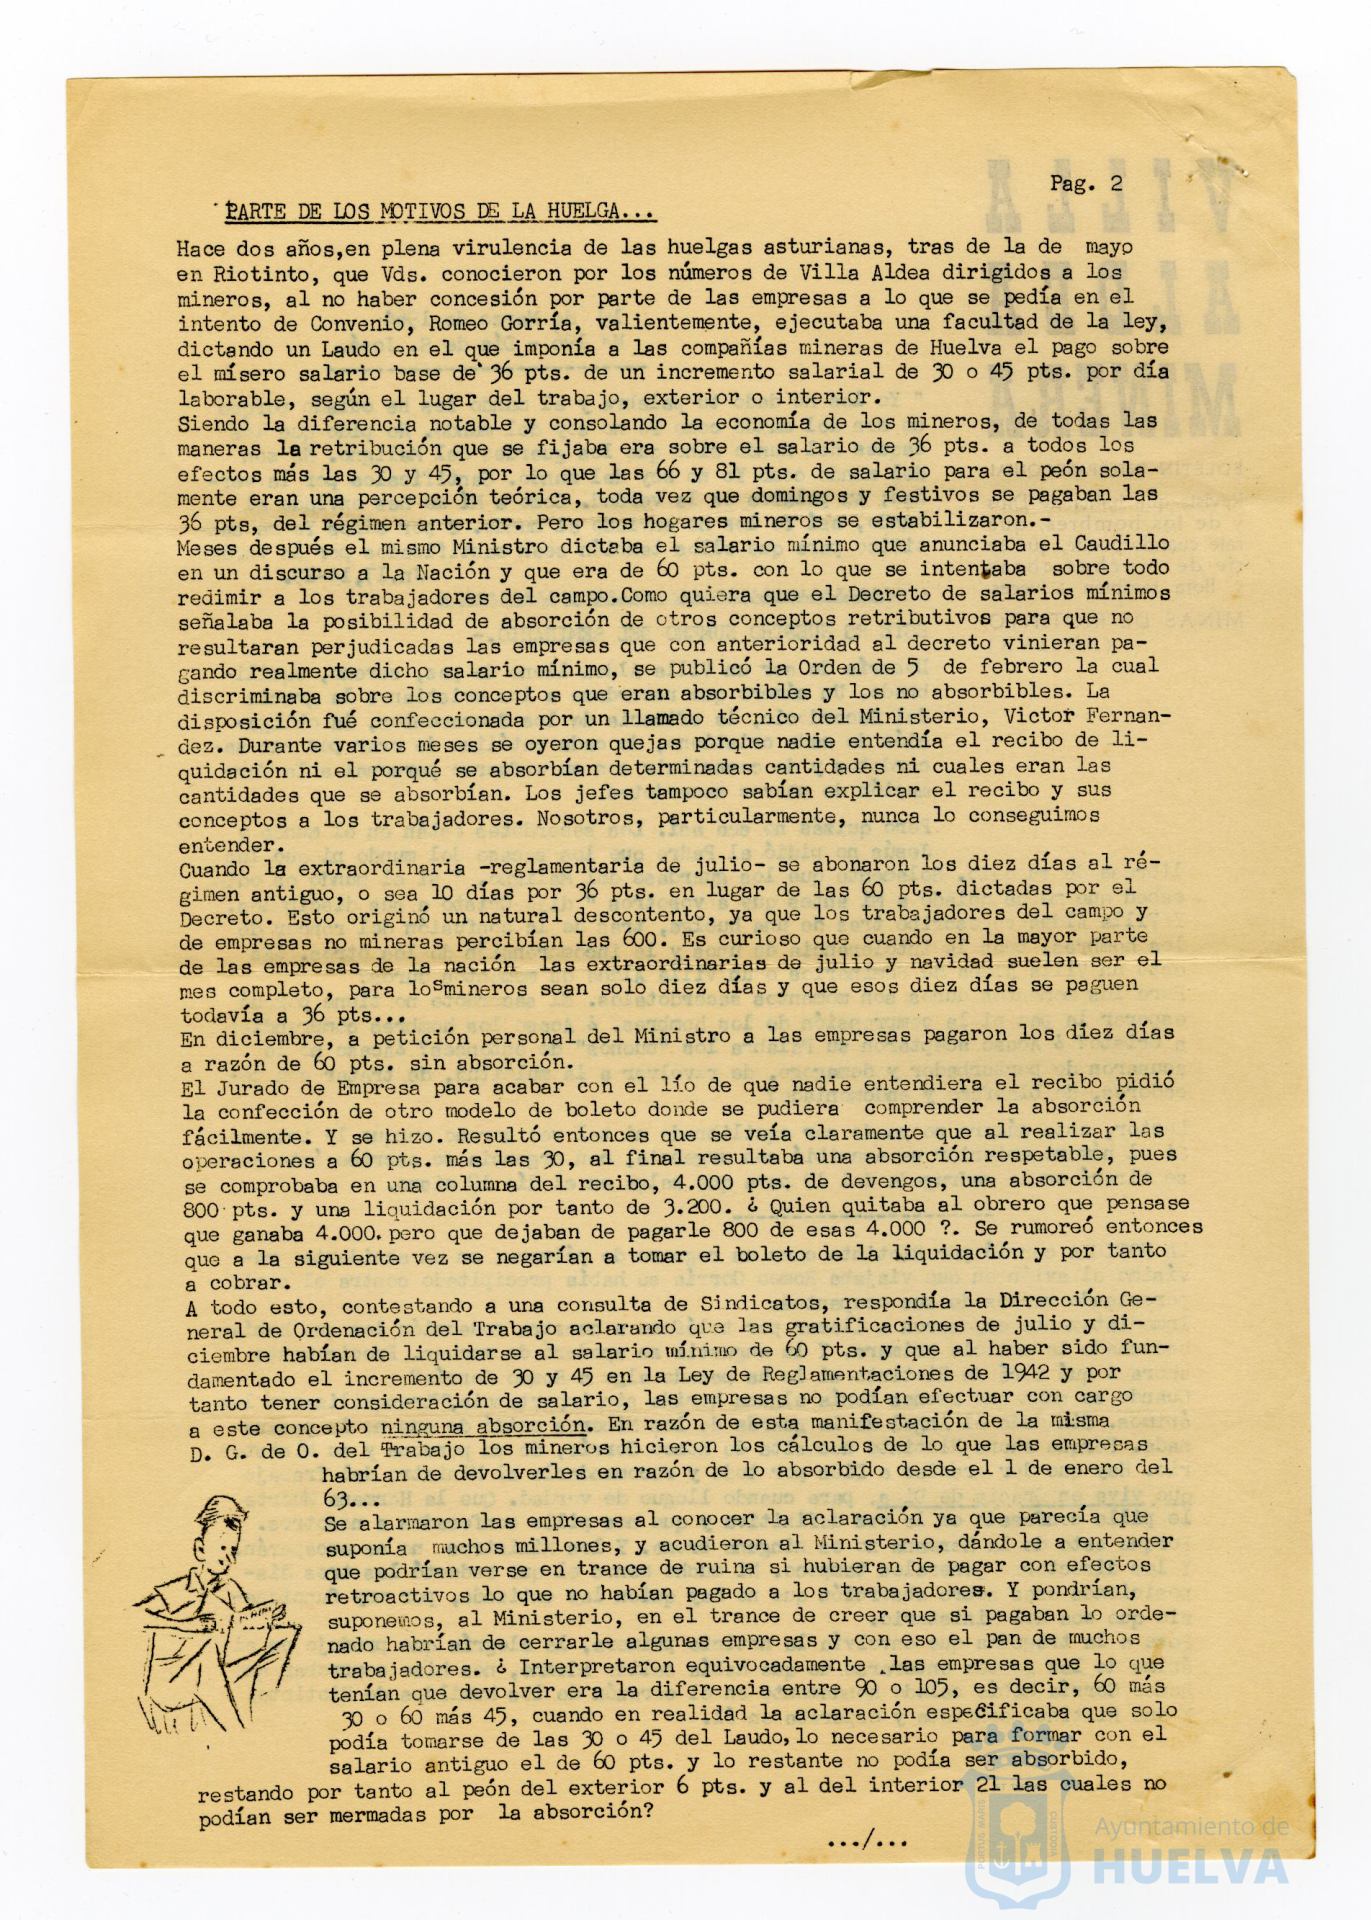 Pag. 2
PARTE DE LOS MOTIVOS DE LA HUELGA...
Hace dos años,en plena virulencia de las huelgas asturianas, tras de la de mayo
en Riotinto, que Vds. conocieron por los números de Villa Aldea dirigidos a los
mineros, al no haber concesión por parte de las empresas a lo que se pedía en el
intento de Convenio, Romeo Gorría, valientemente, ejecutaba una facultad de la ley,
dictando un Laudo en el que imponía a las compañías mineras de Huelva el pago sobre
el mísero salario base de 36 pts. de un incremento salarial de 30 o 45 pts. por día
laborable, según el lugar del trabajo, exterior o interior.
Siendo la diferencia notable y consolando la economía de los mineros, de todas las
maneras la retribución que se fijaba era sobre el salario de 36 pts. a todos los
efectos más las 30 y 45, por lo que las 66 y 81 pts. de salario para el peón sola-
mente eran una percepción teórica, toda vez que domingos y festivos se pagaban las
36 pts, del régimen anterior. Pero los hogares mineros se estabilizaron.-
Meses después el mismo Ministro dictaba el salario mínimo que anunciaba el Caudillo
en un discurso a la Nación y que era de 60 pts. con lo que se intentaba sobre todo
redimir a los trabajadores del campo.Como quiera que el Decreto de salarios mínimos
señalaba la posibilidad de absorción de otros conceptos retributivos para que no
resultaran perjudicadas las empresas que con anterioridad al decreto vinieran pa-
gando realmente dicho salario mínimo, se publicó la Orden de 5 de febrero la cual
discriminaba sobre los conceptos que eran absorbibles y los no absorbibles. La
disposición fué confeccionada por un llamado técnico del Ministerio, Victor Fernan-
dez. Durante varios meses se oyeron quejas porque nadie entendía el recibo de li-
quidación ni el porqué se absorbían determinadas cantidades ni cuales eran las
cantidades que se absorbían. Los jefes tampoco sabían explicar el recibo y sus
conceptos a los trabajadores. Nosotros, particularmente, nunca lo conseguimos
entender.
Cuando la extraordinaria -reglamentaria de julio- se abonaron los diez días al ré-
gimen antiguo, o sea 10 días por 36 pts. en lugar de las 60 pts. dictadas por el
Decreto. Esto originó un natural descontento, ya que los trabajadores del campo y
de empresas no mineras percibían las 600. Es curioso que cuando en la mayor parte
de las empresas de la nación las extraordinarias de julio y navidad suelen ser el
mes completo, para los mineros sean solo diez días y que esos diez días se paguen
todavía a 36 pts...
En diciembre, a petición personal del Ministro a las empresas pagaron los díez días
a razón de 60 pts. sin absorción.
El Jurado de Empresa para acabar con el lío de que nadie entendiera el recibo pidió
la confección de otro modelo de boleto donde se pudiera comprender la absorción
fácilmente. Y se hizo. Resultó entonces que se veía claramente que al realizar las
operaciones a 60 pts. más las 30, al final resultaba una absorción respetable, pues
se comprobaba en una columna del recibo, 4.000 pts. de devengos, una absorción de
800 pts. y una liquidación por tanto de 3.200. ¿ Quien quitaba al obrero que pensase
que ganaba 4.000. pero que dejaban de pagarle 800 de esas 4.000 ?. Se rumoreó entonces
que a la siguiente vez se negarían a tomar el boleto de la liquidación y por tanto
a cobrar.
A todo esto, contestando a una consulta de Sindicatos, respondía la Dirección Ge-
neral de Ordenación del Trabajo aclarando que las gratificaciones de julio y di-
ciembre habían de liquidarse al salario mínimo de 60 pts. y que al haber sido fun-
damentado el incremento de 30 y 45 en la Ley de Reglamentaciones de 1942 y por
tanto tener consideración de salario, las empresas no podían efectuar con cargo
a este concepto ninguna absorción. En razón de esta manifestación de la misma
D. G. de O. del Trabajo los mineros hicieron los cálculos de lo que las empresas
habrían de devolverles en razón de lo absorbido desde el 1 de enero del
63...
Se alarmaron las empresas al conocer la aclaración ya que parecía que
suponía muchos millones, y acudieron al Ministerio, dándole a entender
que podrían verse en trance de ruina si hubieran de pagar con efectos
retroactivos lo que no habían pagado a los trabajadores. Y pondrían,
suponemos, al Ministerio, en el trance de creer que si pagaban lo orde-
nado habrían de cerrarle algunas empresas y con eso el pan de muchos
trabajadores. ¿ Interpretaron equivocadamente las empresas que lo que
tenían que devolver era la diferencia entre 90 o 105, es decir, 60 más
30 o 60 más 45, cuando en realidad la aclaración especificaba que solo
podía tomarse de las 30 o 45 del Laudo, lo necesario para formar con el
salario antiguo el de 60 pts. y lo restante no podía ser absorbido,
restando por tanto al peón del exterior 6 pts. y al del interior 21 las cuales no
podían ser mermadas por la absorción?
.../...
Ayuntamiento de
HUELVA